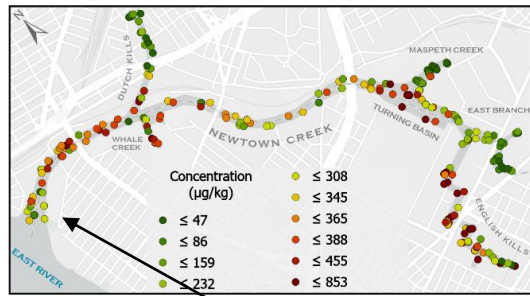 N
DUTCH KILLS
MASPETH CREEK
EAST BRANCH
TURNING BASIN
WHALE CREEK
NEWTOWN CREEK
ENGLISH KILLS
EAST RIVER
Concentration
(µg/kg)
≤ 47
≤ 86
≤ 159
≤ 232
≤ 308
≤ 345
≤ 365
≤ 388
≤ 455
≤ 853